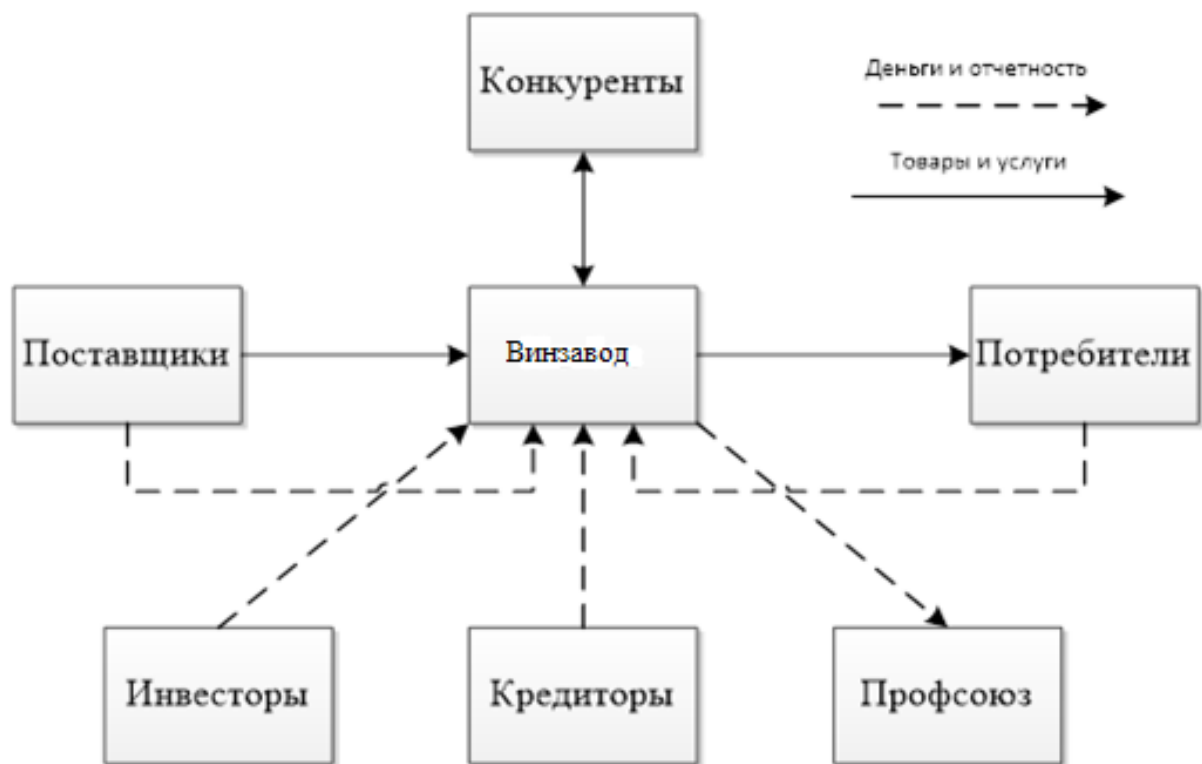 Конкуренты
Деньги и отчетность
Товары и услуги
Поставщики
Винзавод
Потребители
Инвесторы
Кредиторы
Профсоюз